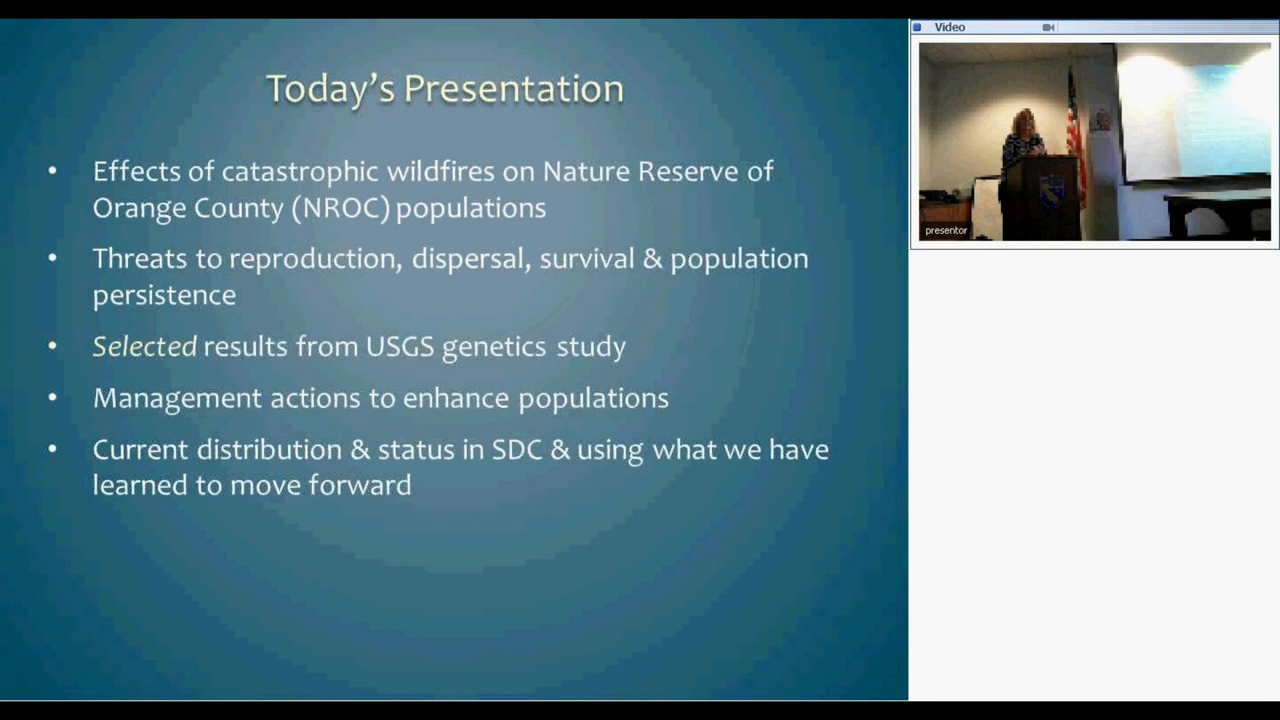 Today's Presentation
• Effects of catastrophic wildfires on Nature Reserve of
Orange County (NROC) populations
• Threats to reproduction, dispersal, survival & population
persistence
• Selected results from USGS genetics study
• Management actions to enhance populations
• Current distribution & status in SDC & using what we have
learned to move forward
Video
presentor